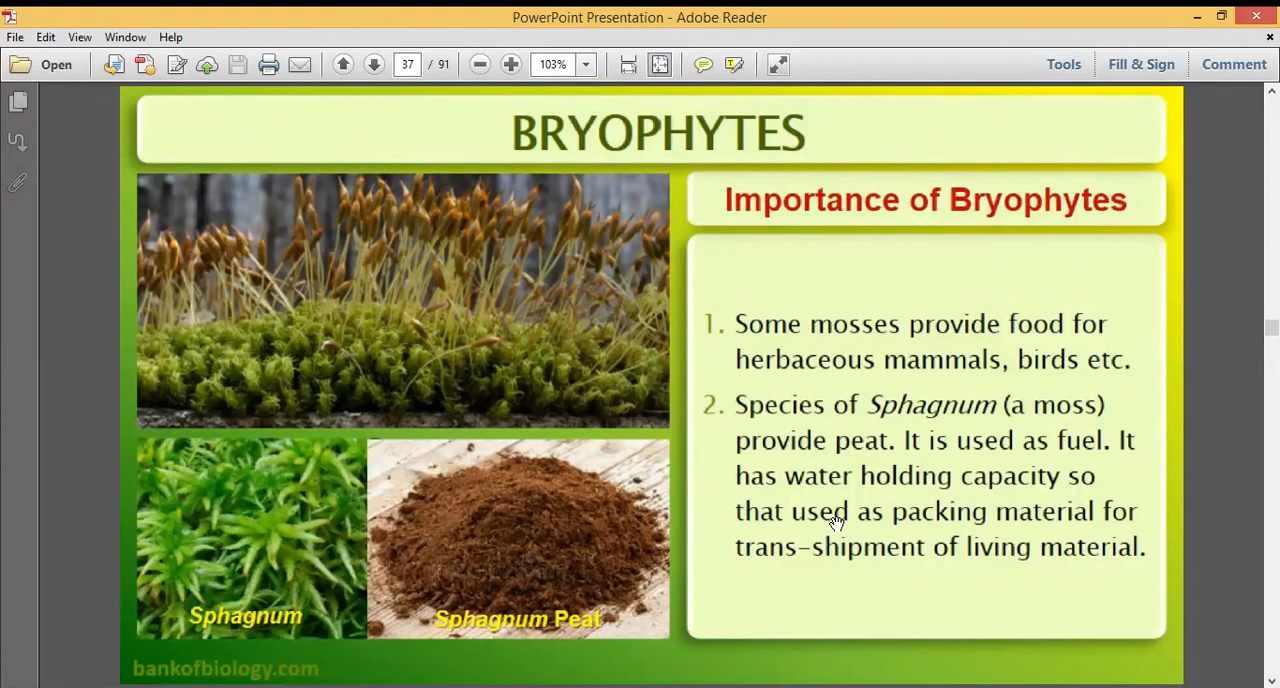 PowerPoint Presentation - Adobe Reader
File Edit View Window Help
Open 37 / 91 103% Tools Fill & Sign Comment
BRYOPHYTES
Importance of Bryophytes
1. Some mosses provide food for
herbaceous mammals, birds etc.
2. Species of Sphagnum (a moss)
provide peat. It is used as fuel. It
has water holding capacity so
that used as packing material for
trans-shipment of living material.
Sphagnum
Sphagnum Peat
bankofbiology.com